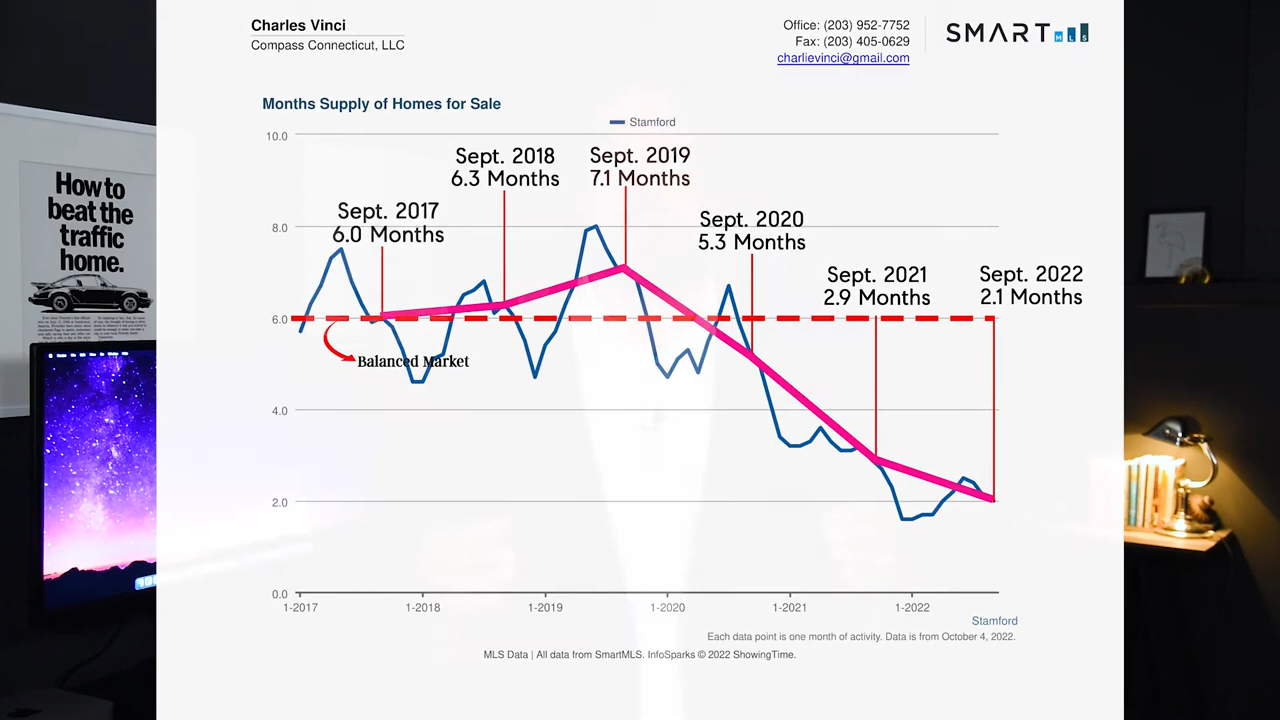 Charles Vinci
Compass Connecticut, LLC
Office: (203) 952-7752
Fax: (203) 405-0629
charlievinci@gmail.com
SMART MLS
Months Supply of Homes for Sale
Stamford
10.0
8.0
6.0
4.0
2.0
0.0
Sept. 2017
6.0 Months
Sept. 2018
6.3 Months
Sept. 2019
7.1 Months
Sept. 2020
5.3 Months
Sept. 2021
2.9 Months
Sept. 2022
2.1 Months
Balanced Market
1-2017
1-2018
1-2019
1-2020
1-2021
1-2022
Stamford
Each data point is one month of activity. Data is from October 4, 2022.
MLS Data | All data from SmartMLS. InfoSparks © 2022 ShowingTime.
How to
beat the
traffic
home.